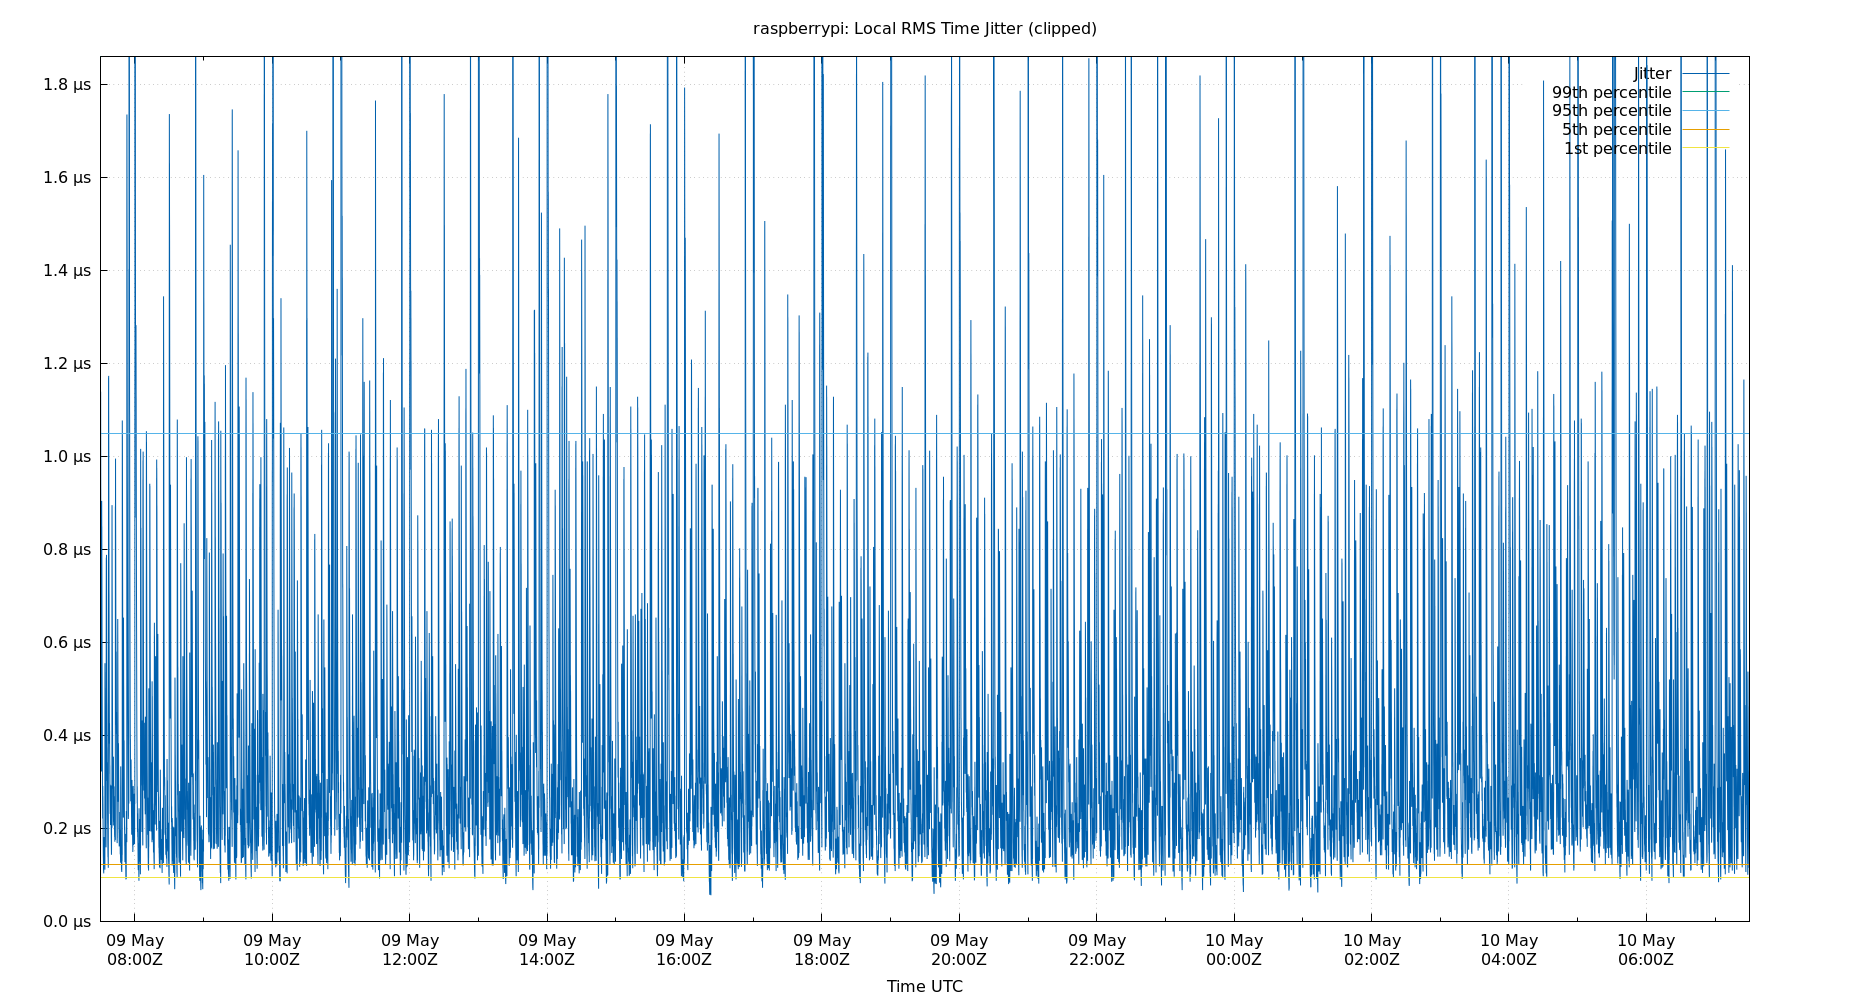 raspberrypi: Local RMS Time Jitter (clipped)
1.8 μs
1.6 μs
1.4 μs
1.2 μs
1.0 μs
0.8 μs
0.6 μs
0.4 μs
0.2 μs
0.0 μs
Jitter
99th percentile
95th percentile
5th percentile
1st percentile
09 May 09 May 09 May 09 May 09 May 09 May 09 May 09 May 10 May 10 May 10 May 10 May
08:00Z 10:00Z 12:00Z 14:00Z 16:00Z 18:00Z 20:00Z 22:00Z 00:00Z 02:00Z 04:00Z 06:00Z
Time UTC